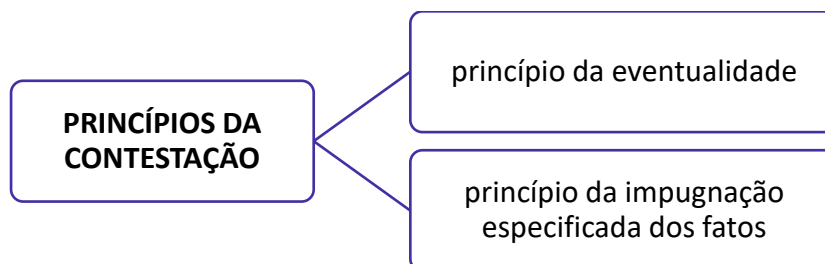 PRINCÍPIOS DA
CONTESTAÇÃO
princípio da eventualidade
princípio da impugnação
especificada dos fatos